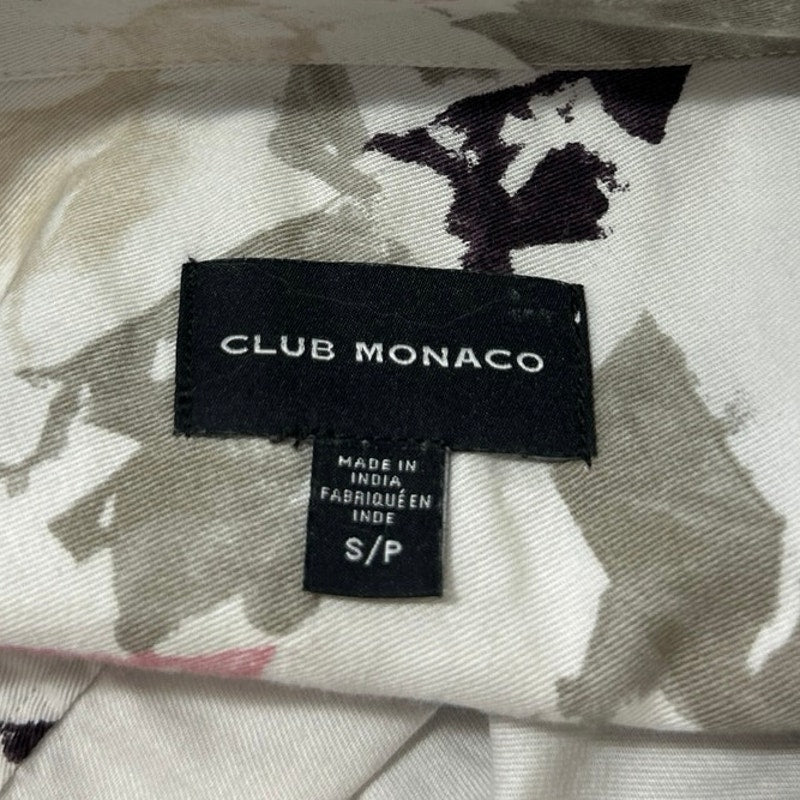 CLUB MONACO
MADE IN
INDIA
FABRIQUÉ EN
INDE
S/P